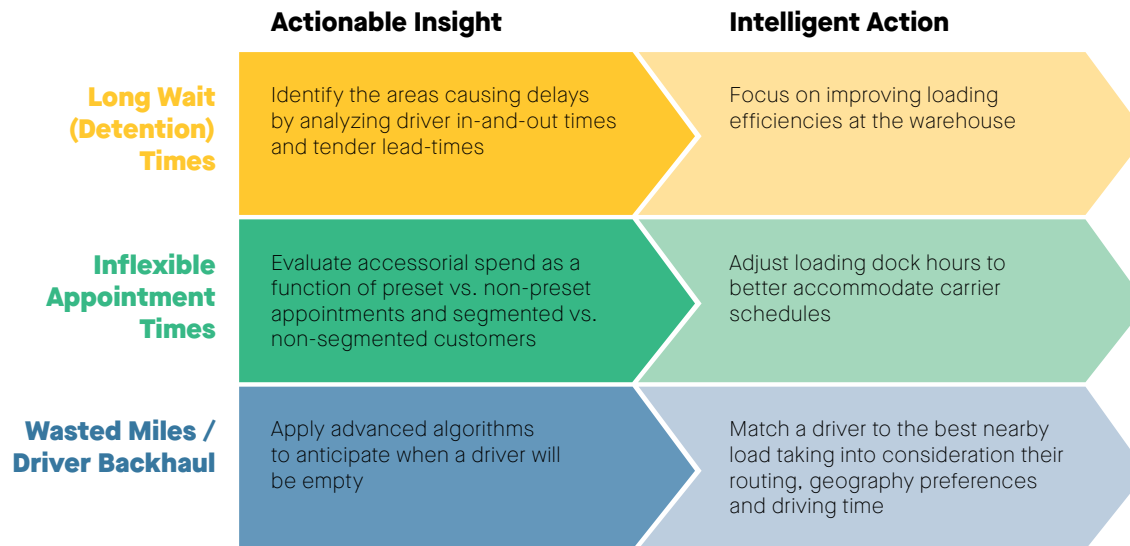 Actionable Insight
Intelligent Action
Long Wait
(Detention)
Times
Identify the areas causing delays
by analyzing driver in-and-out times
and tender lead-times
Focus on improving loading
efficiencies at the warehouse
Inflexible
Appointment
Times
Evaluate accessorial spend as a
function of preset vs. non-preset
appointments and segmented vs.
non-segmented customers
Adjust loading dock hours to
better accommodate carrier
schedules
Wasted Miles /
Driver Backhaul
Apply advanced algorithms
to anticipate when a driver will
be empty
Match a driver to the best nearby
load taking into consideration their
routing, geography preferences
and driving time